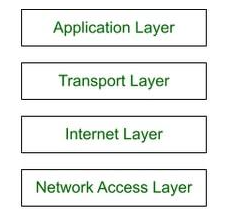 Application Layer
Transport Layer
Internet Layer
Network Access Layer